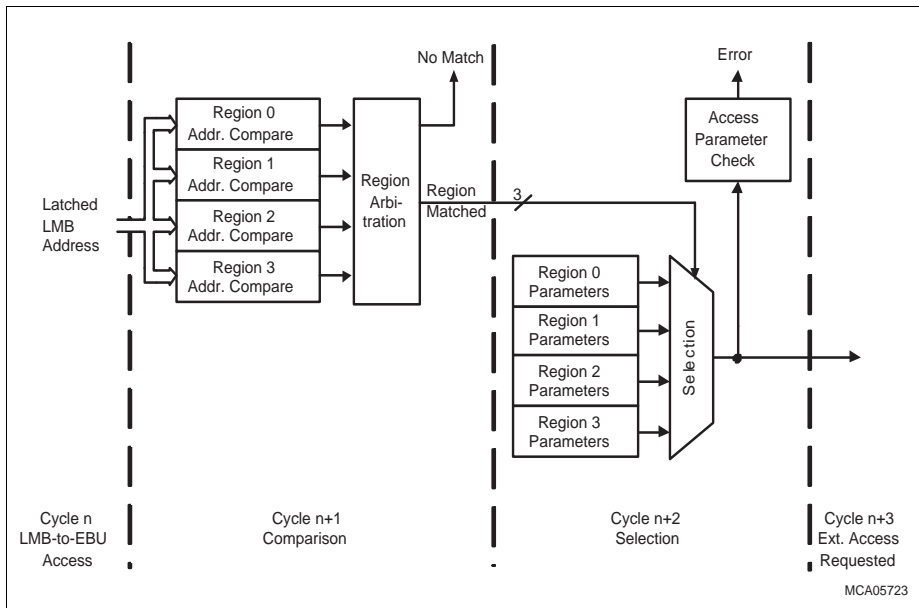 No Match
Error
Region 0
Addr. Compare
Region 1
Addr. Compare
Region 2
Addr. Compare
Region 3
Addr. Compare
Latched
LMB
Address
Region
Arbi-
tration
Region
Matched
3
Access
Parameter
Check
Region 0
Parameters
Region 1
Parameters
Region 2
Parameters
Region 3
Parameters
Selection
Cycle n
LMB-to-EBU
Access
Cycle n+1
Comparison
Cycle n+2
Selection
Cycle n+3
Ext. Access
Requested
MCA05723